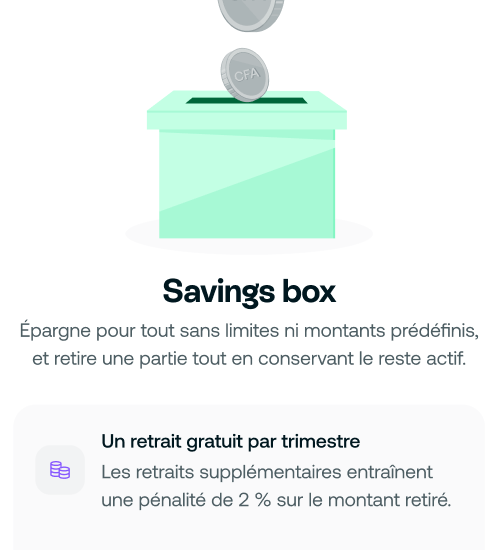 CFA
Savings box
Épargne pour tout sans limites ni montants prédéfinis,
et retire une partie tout en conservant le reste actif.
Un retrait gratuit par trimestre
Les retraits supplémentaires entraînent
une pénalité de 2 % sur le montant retiré.